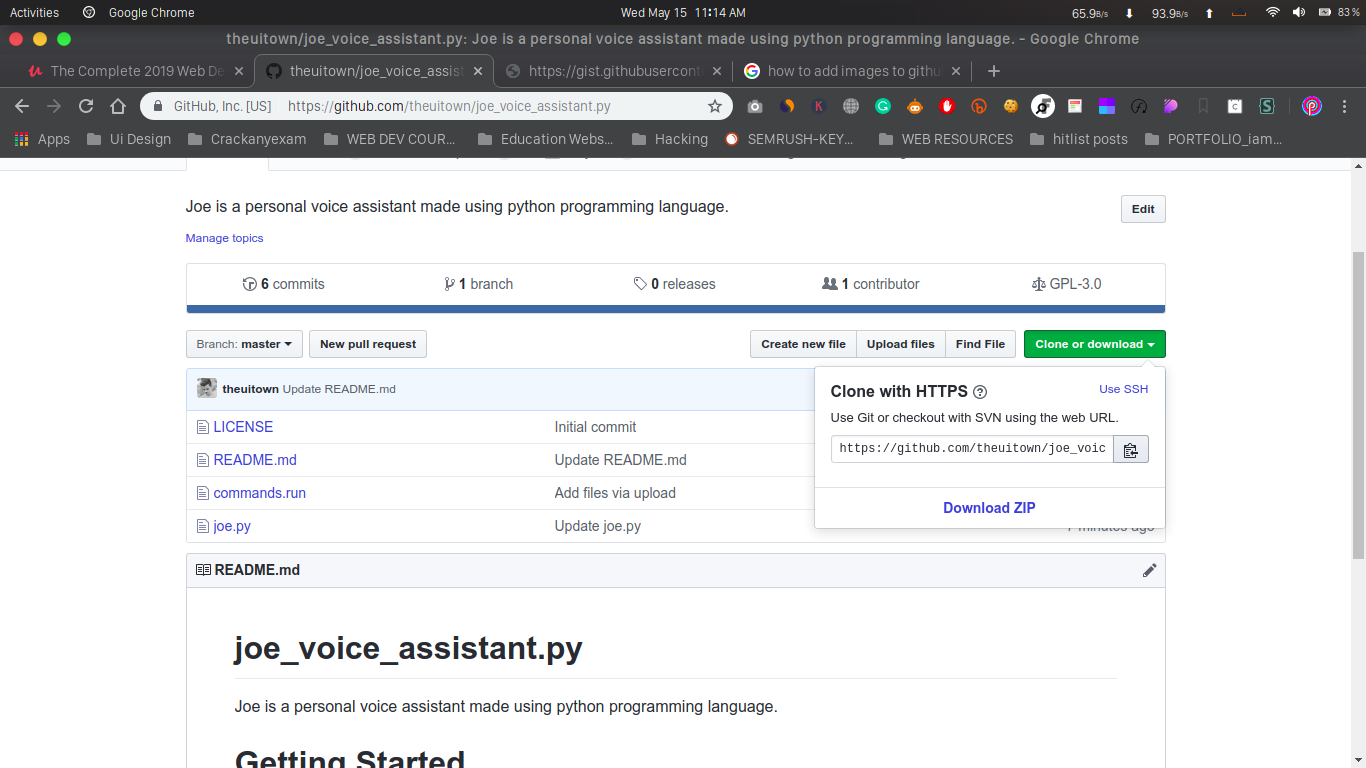 Activities Google Chrome Wed May 15 11:14 AM 65.9B/s 93.9B/s 83 %
theuitown/joe_voice_assistant.py: Joe is a personal voice assistant made using python programming language. - Google Chrome
The Complete 2019 Web De theuitown/joe_voice_assist https://gist.githubusercont how to add images to githu
GitHub, Inc. [US] https://github.com/theuitown/joe_voice_assistant.py
Apps Ui Design Crackanyexam WEB DEV COUR... Education Webs... Hacking SEMRUSH-KEY... WEB RESOURCES hitlist posts PORTFOLIO_iam...
Joe is a personal voice assistant made using python programming language.
Edit
Manage topics
6 commits 1 branch 0 releases 1 contributor GPL-3.0
Branch: master New pull request Create new file Upload files Find File Clone or download
theuitown Update README.md
Clone with HTTPS Use SSH
Use Git or checkout with SVN using the web URL.
https://github.com/theuitown/joe_voic
Download ZIP
LICENSE Initial commit
README.md Update README.md
commands.run Add files via upload
joe.py Update joe.py minutes ago
README.md
joe_voice_assistant.py
Joe is a personal voice assistant made using python programming language.
Getting Started